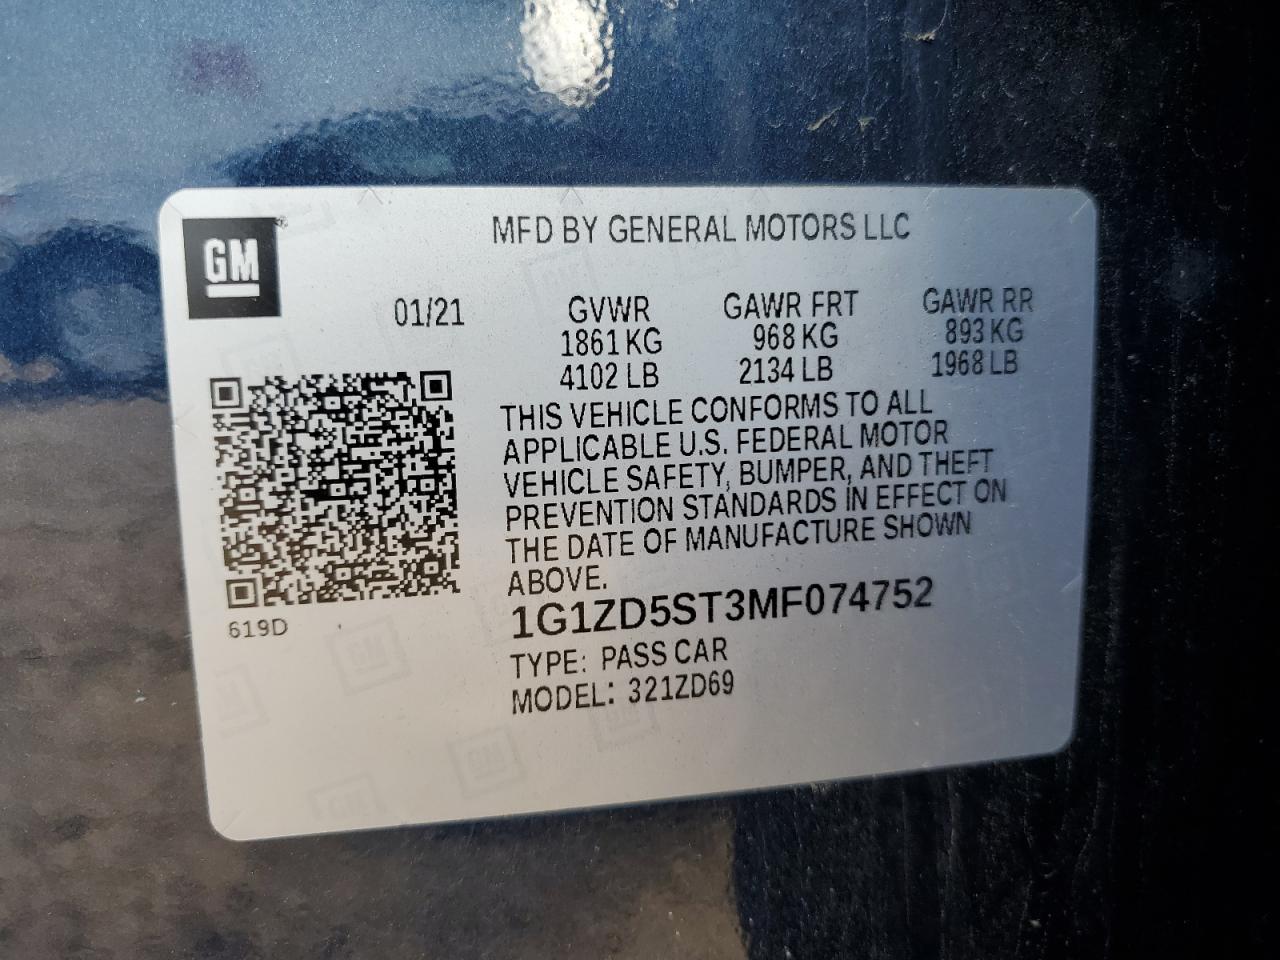 GM®
MFD BY GENERAL MOTORS LLC
01/21
GVWR GAWR FRT GAWR RR
1861 KG 968 KG 893 KG
4102 LB 2134 LB 1968 LB
THIS VEHICLE CONFORMS TO ALL
APPLICABLE U.S. FEDERAL MOTOR
VEHICLE SAFETY, BUMPER, AND THEFT
PREVENTION STANDARDS IN EFFECT ON
THE DATE OF MANUFACTURE SHOWN
ABOVE.
619D
1G1ZD5ST3MF074752
TYPE: PASS CAR
MODEL: 321ZD69